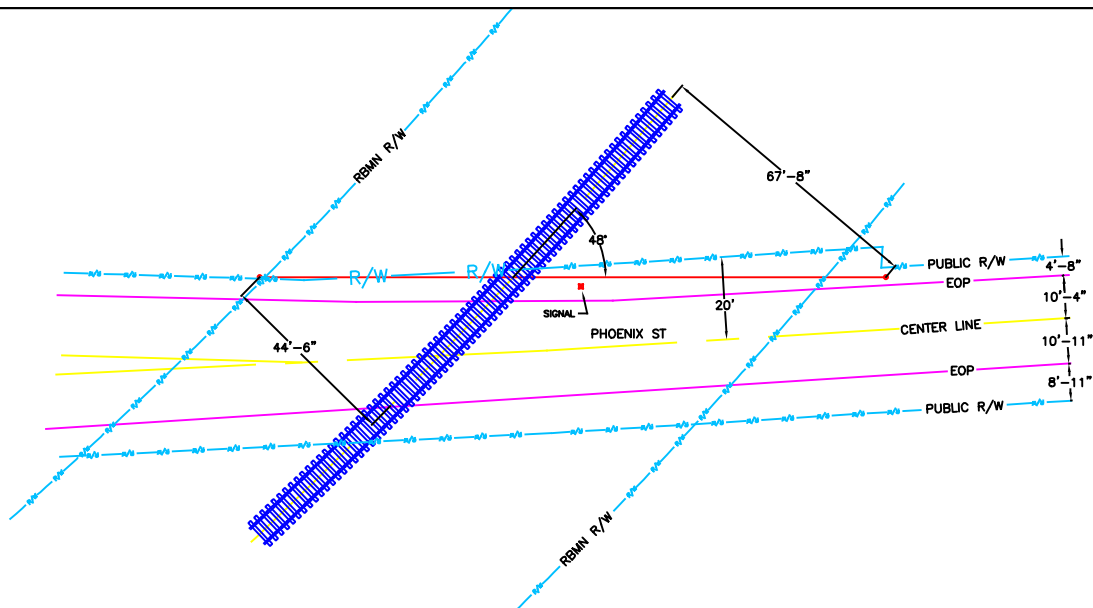 RBMN R/W
67'-8"
48°
R/W
R/W
PUBLIC R/W
4'-8"
EOP
10'-4"
20'
SIGNAL
PHOENIX ST
CENTER LINE
10'-11"
44'-6"
EOP
8'-11"
PUBLIC R/W
RBMN R/W